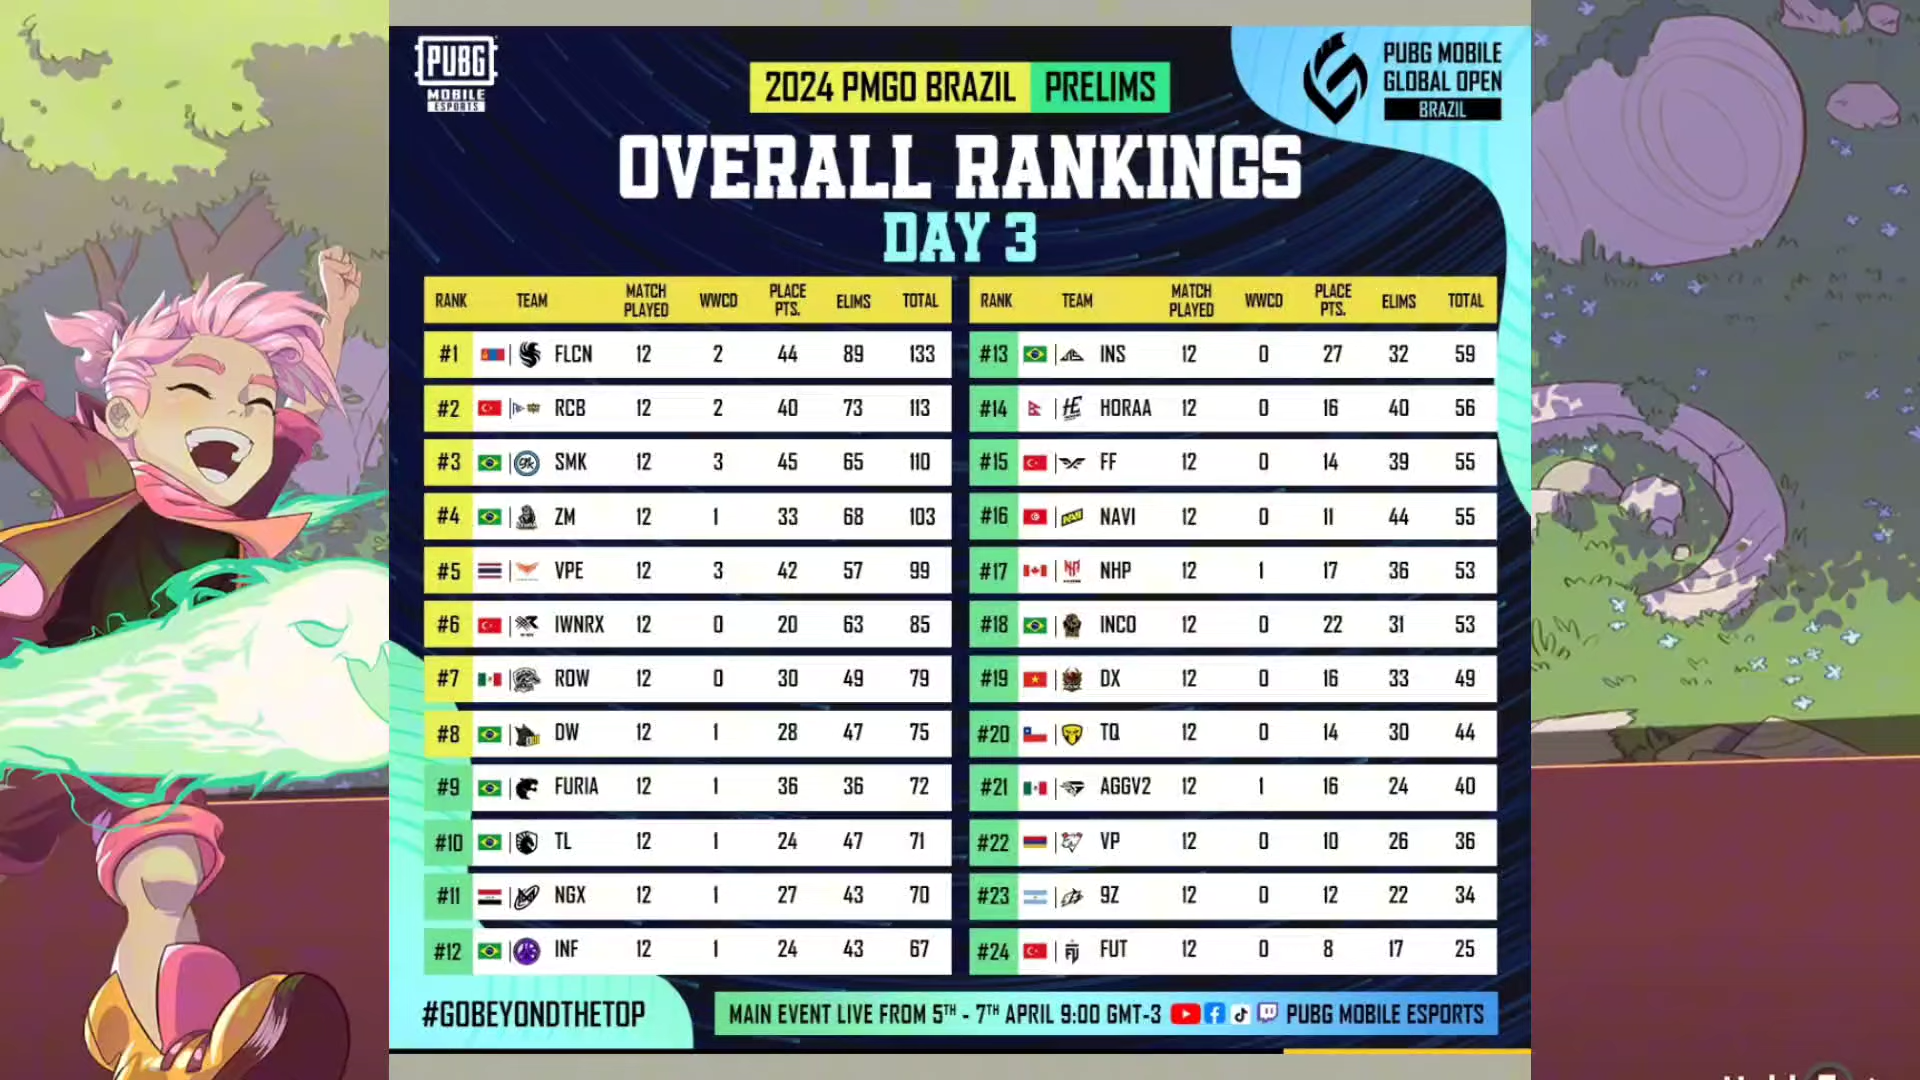 PUBG
MOBILE
ESPORTS
2024 PMGO BRAZIL PRELIMS
PUBG MOBILE
GLOBAL OPEN
BRAZIL
OVERALL RANKINGS
DAY 3
RANK TEAM MATCH PLAYED WWCD PLACE PTS. ELIMS TOTAL
#1 FLCN 12 2 44 89 133
#2 RCB 12 2 40 73 113
#3 SMK 12 3 45 65 110
#4 ZM 12 1 33 68 103
#5 VPE 12 3 42 57 99
#6 IWNRX 12 0 20 63 85
#7 ROW 12 0 30 49 79
#8 DW 12 1 28 47 75
#9 FURIA 12 1 36 36 72
#10 TL 12 1 24 47 71
#11 NGX 12 1 27 43 70
#12 INF 12 1 24 43 67
RANK TEAM MATCH PLAYED WWCD PLACE PTS. ELIMS TOTAL
#13 INS 12 0 27 32 59
#14 HORAA 12 0 16 40 56
#15 FF 12 0 14 39 55
#16 NAVI 12 0 11 44 55
#17 NHP 12 1 17 36 53
#18 INCO 12 0 22 31 53
#19 DX 12 0 16 33 49
#20 TQ 12 0 14 30 44
#21 AGGV2 12 1 16 24 40
#22 VP 12 0 10 26 36
#23 9Z 12 0 12 22 34
#24 FUT 12 0 8 17 25
#GOBEYONDTHETOP
MAIN EVENT LIVE FROM 5TH - 7TH APRIL 9:00 GMT-3 PUBG MOBILE ESPORTS